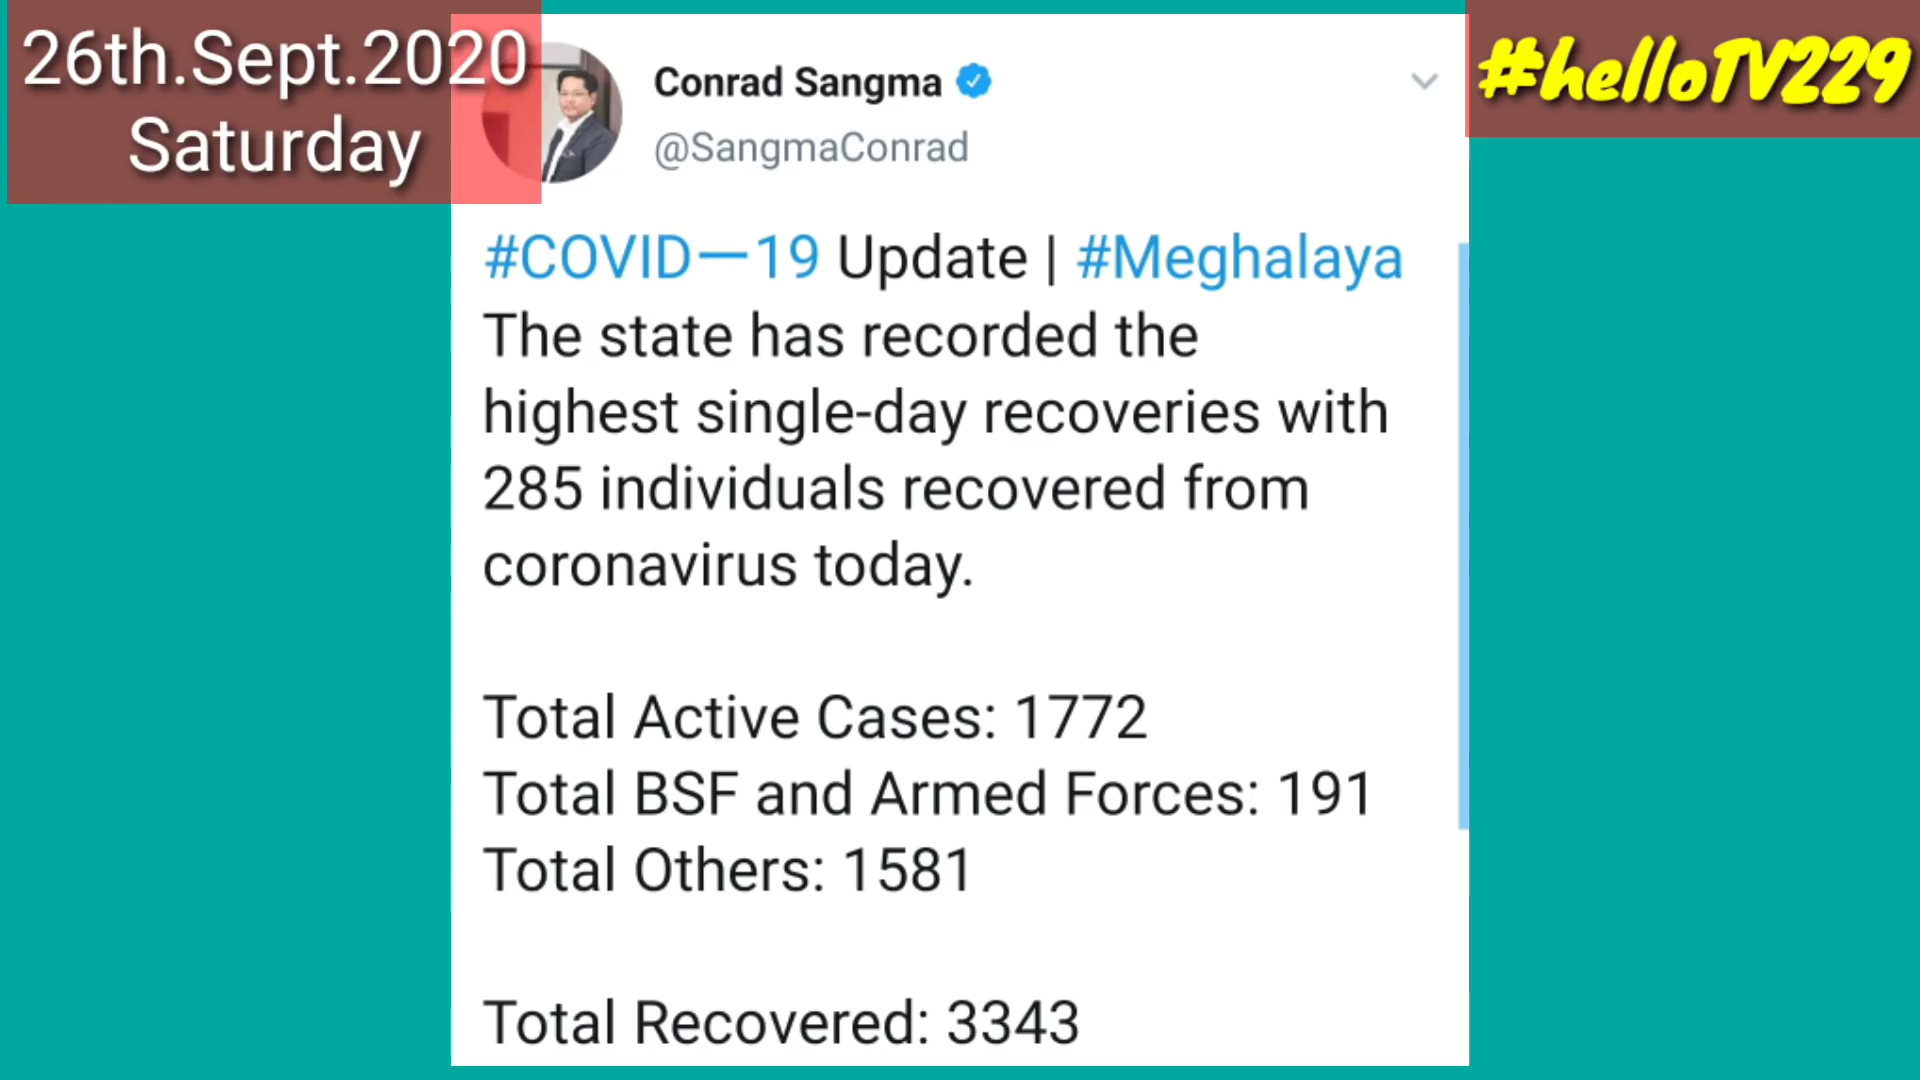 26th.Sept.2020
Saturday
#helloTV229
Conrad Sangma
@SangmaConrad
#COVID—19 Update | #Meghalaya
The state has recorded the
highest single-day recoveries with
285 individuals recovered from
coronavirus today.
Total Active Cases: 1772
Total BSF and Armed Forces: 191
Total Others: 1581
Total Recovered: 3343